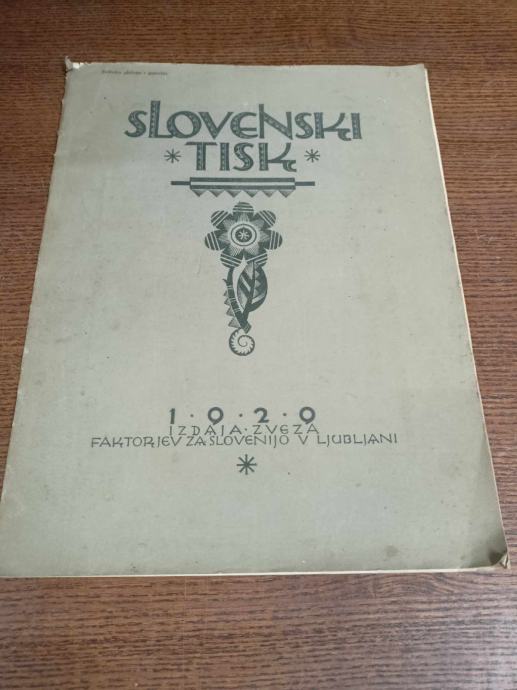 SLOVENSKI
* TISK *
1·9·2·9
IZDAJA·ZVEZA
FAKTORJEV ZA SLOVENIJO V LJUBLJANI
*